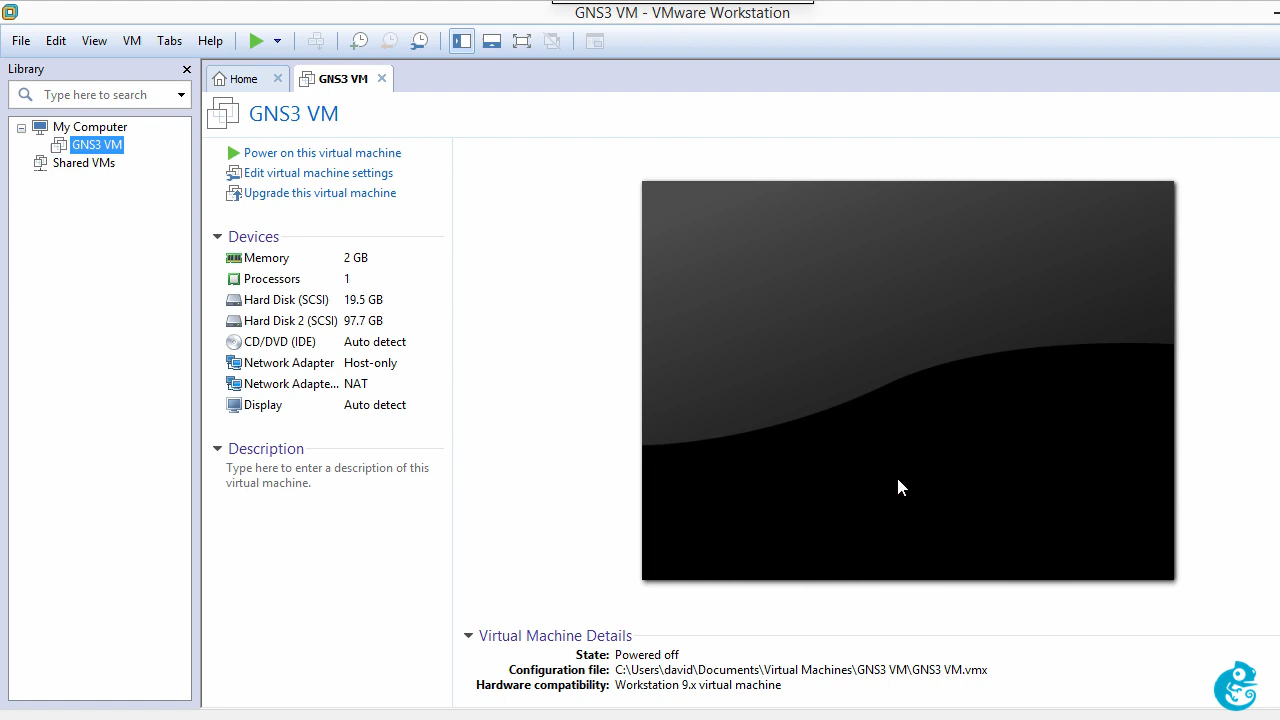 GNS3 VM - VMware Workstation
File Edit View VM Tabs Help
Library
Type here to search
My Computer
GNS3 VM
Shared VMs
Home
GNS3 VM
GNS3 VM
Power on this virtual machine
Edit virtual machine settings
Upgrade this virtual machine
Devices
Memory 2 GB
Processors 1
Hard Disk (SCSI) 19.5 GB
Hard Disk 2 (SCSI) 97.7 GB
CD/DVD (IDE) Auto detect
Network Adapter Host-only
Network Adapte... NAT
Display Auto detect
Description
Type here to enter a description of this
virtual machine.
Virtual Machine Details
State: Powered off
Configuration file: C:\Users\david\Documents\Virtual Machines\GNS3 VM\GNS3 VM.vmx
Hardware compatibility: Workstation 9.x virtual machine